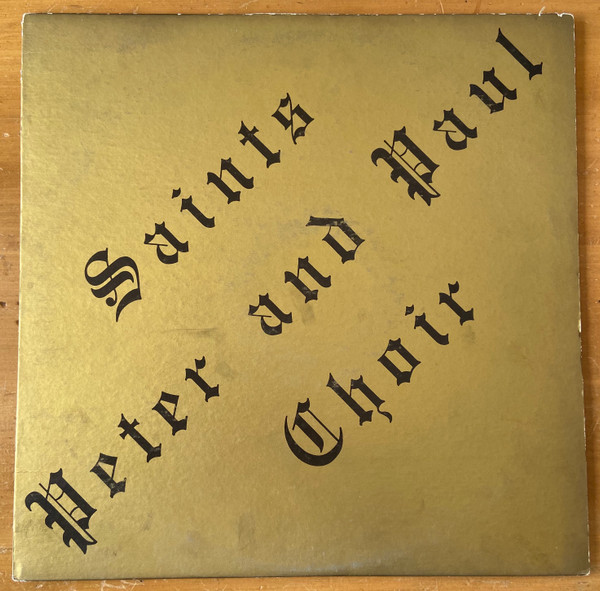 Saints
Peter and Paul
Choir